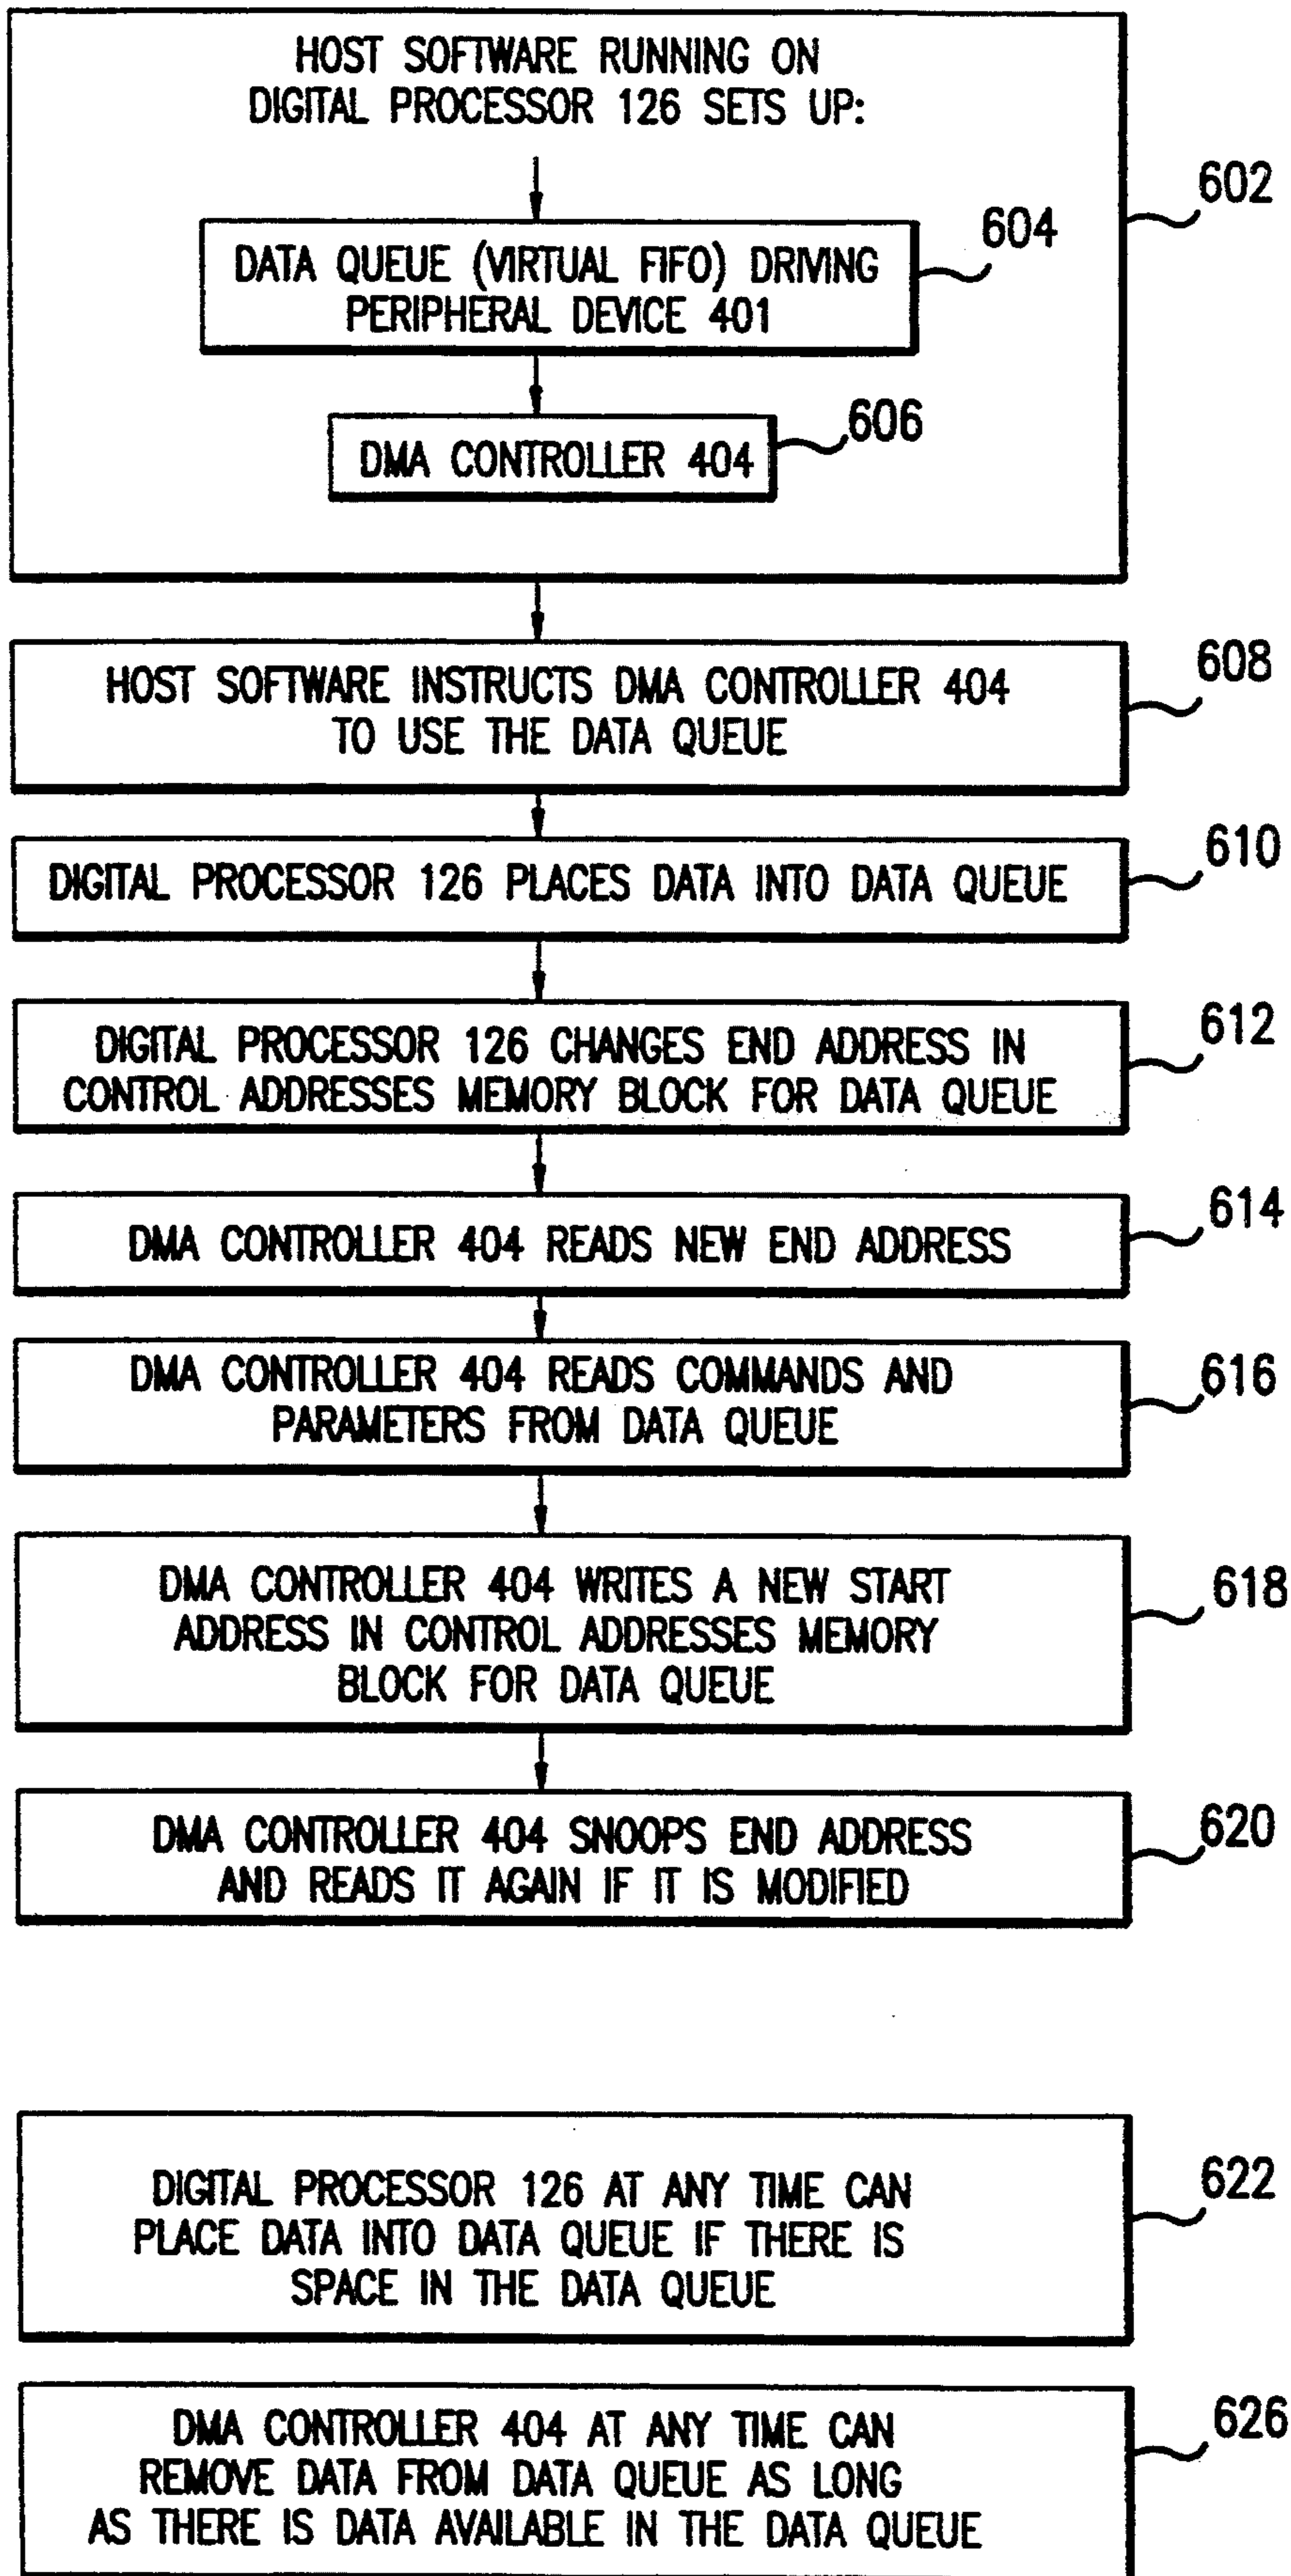 HOST SOFTWARE RUNNING ON
DIGITAL PROCESSOR 126 SETS UP:
602
604
DATA QUEUE (VIRTUAL FIFO) DRIVING
PERIPHERAL DEVICE 401
606
DMA CONTROLLER 404
608
HOST SOFTWARE INSTRUCTS DMA CONTROLLER 404
TO USE THE DATA QUEUE
610
DIGITAL PROCESSOR 126 PLACES DATA INTO DATA QUEUE
612
DIGITAL PROCESSOR 126 CHANGES END ADDRESS IN
CONTROL ADDRESSES MEMORY BLOCK FOR DATA QUEUE
614
DMA CONTROLLER 404 READS NEW END ADDRESS
616
DMA CONTROLLER 404 READS COMMANDS AND
PARAMETERS FROM DATA QUEUE
618
DMA CONTROLLER 404 WRITES A NEW START
ADDRESS IN CONTROL ADDRESSES MEMORY
BLOCK FOR DATA QUEUE
620
DMA CONTROLLER 404 SNOOPS END ADDRESS
AND READS IT AGAIN IF IT IS MODIFIED
622
DIGITAL PROCESSOR 126 AT ANY TIME CAN
PLACE DATA INTO DATA QUEUE IF THERE IS
SPACE IN THE DATA QUEUE
626
DMA CONTROLLER 404 AT ANY TIME CAN
REMOVE DATA FROM DATA QUEUE AS LONG
AS THERE IS DATA AVAILABLE IN THE DATA QUEUE